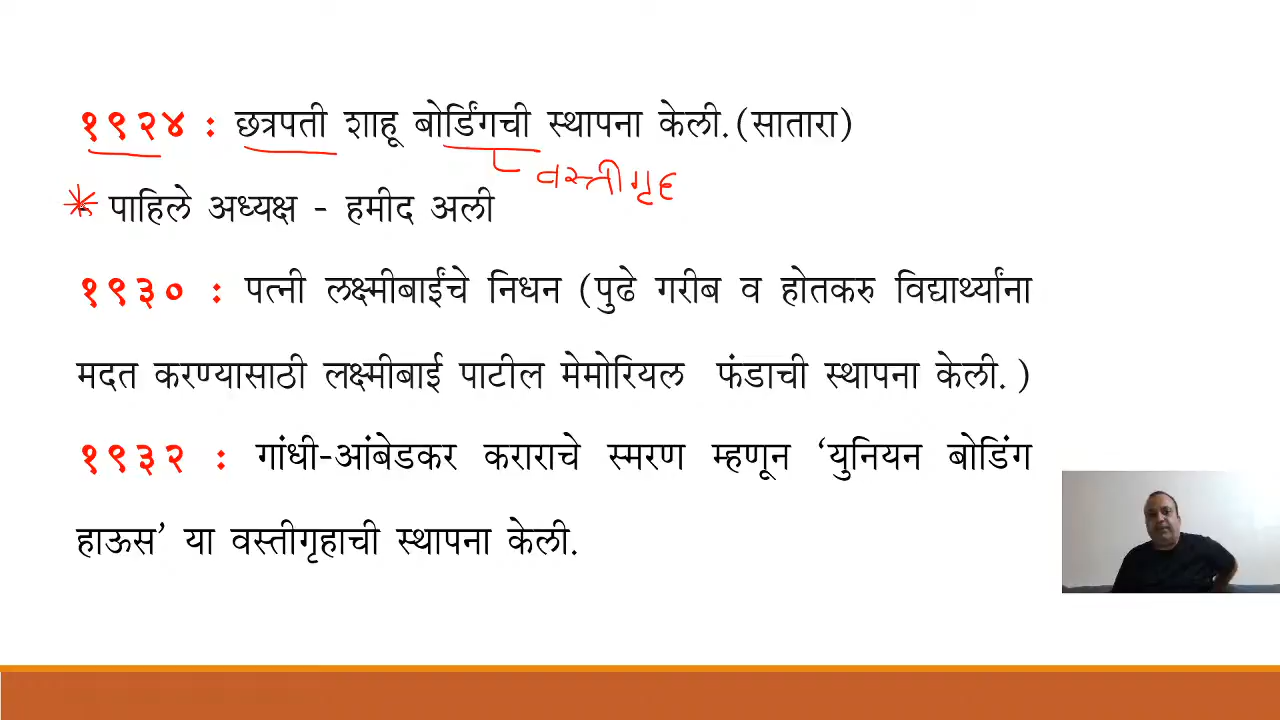 १९२४ : छत्रपती शाहू बोर्डिंगची स्थापना केली.(सातारा)
वस्तीगृह
पाहिले अध्यक्ष - हमीद अली
१९३० : पत्नी लक्ष्मीबाईंचे निधन (पुढे गरीब व होतकरु विद्यार्थ्यांना
मदत करण्यासाठी लक्ष्मीबाई पाटील मेमोरियल फंडाची स्थापना केली.)
१९३२ : गांधी-आंबेडकर कराराचे स्मरण म्हणून ‘युनियन बोर्डिंग
हाऊस’ या वस्तीगृहाची स्थापना केली.